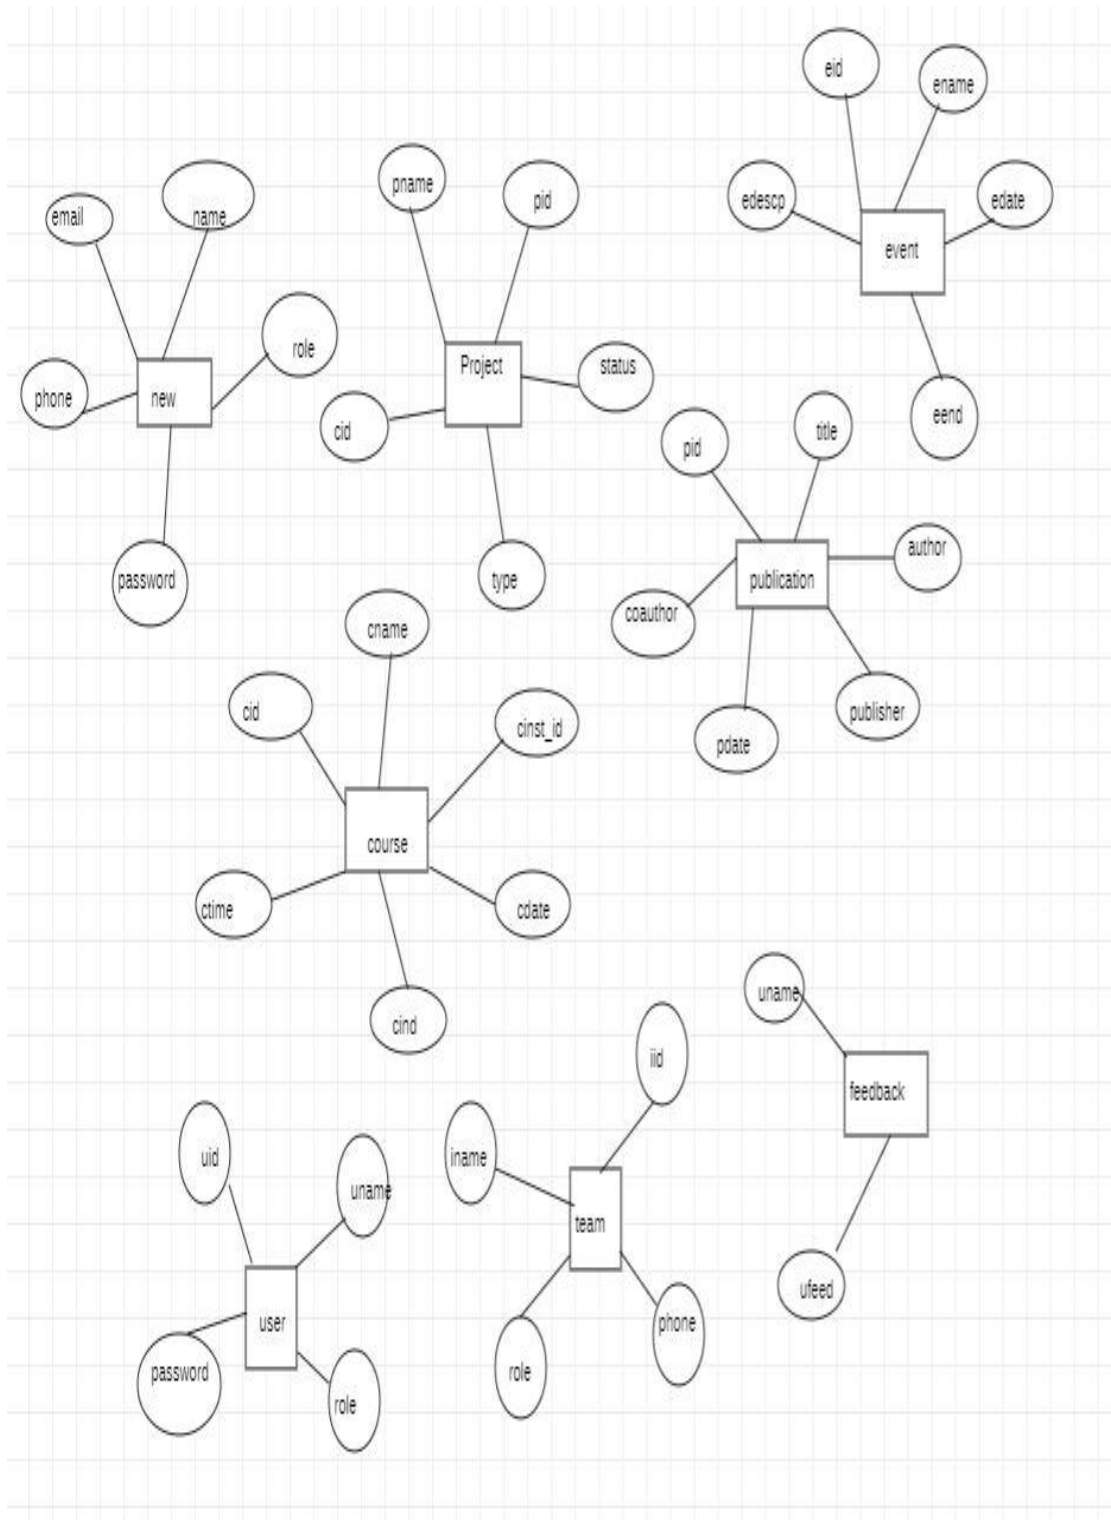 eid
ename
edescp
edate
event
eend
pname
pid
Project
status
cid
type
email
name
role
phone
new
password
pid
title
author
publication
coauthor
publisher
pdate
cname
cid
cinst_id
course
ctime
cdate
cind
uname
feedback
ufeed
iid
iname
team
phone
role
uid
uname
user
password
role